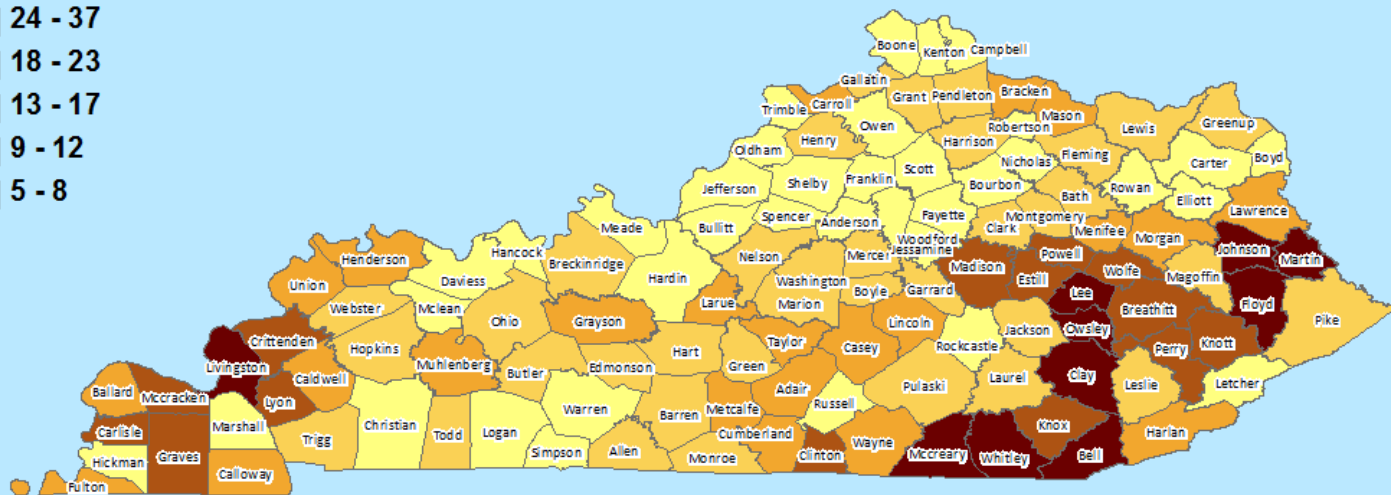 24 - 37
18 - 23
13 - 17
9 - 12
5 - 8
Boone
Kenton
Campbell
Gallatin
Grant
Pendleton
Bracken
Trimble
Carroll
Mason
Owen
Robertson
Lewis
Greenup
Henry
Harrison
Oldham
Nicholas
Fleming
Carter
Boyd
Scott
Jefferson
Shelby
Franklin
Bourbon
Rowan
Bath
Elliott
Spencer
Anderson
Fayette
Montgomery
Lawrence
Meade
Bullitt
Clark
Menifee
Morgan
Woodford
Jessamine
Johnson
Martin
Hancock
Henderson
Breckinridge
Nelson
Mercer
Powell
Madison
Wolfe
Magoffin
Union
Daviess
Hardin
Washington
Estill
Webster
Mclean
Larue
Marion
Boyle
Garrard
Lee
Floyd
Ohio
Grayson
Breathitt
Pike
Crittenden
Lincoln
Jackson
Owsley
Hopkins
Taylor
Casey
Rockcastle
Perry
Knott
Livingston
Muhlenberg
Hart
Green
Edmonson
Butler
Caldwell
Clay
Laurel
Leslie
Letcher
Ballard
Mccracken
Lyon
Adair
Pulaski
Warren
Barren
Metcalfe
Russell
Marshall
Christian
Todd
Logan
Carlisle
Cumberland
Knox
Harlan
Trigg
Wayne
Simpson
Allen
Monroe
Clinton
Mccreary
Whitley
Bell
Hickman
Graves
Calloway
Fulton